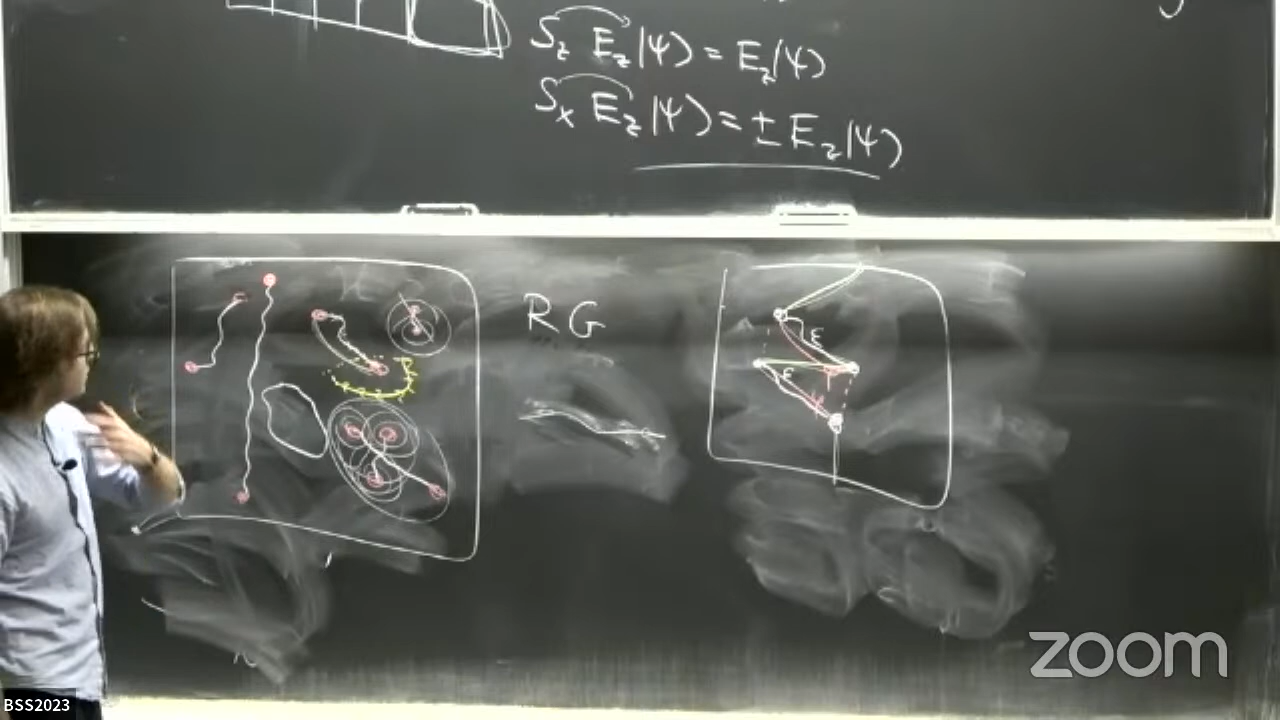 S_z E_z|ψ⟩ = E_z|ψ⟩
S_x E_z|ψ⟩ = ± E_z|ψ⟩
RG
E
zoom
BSS2023